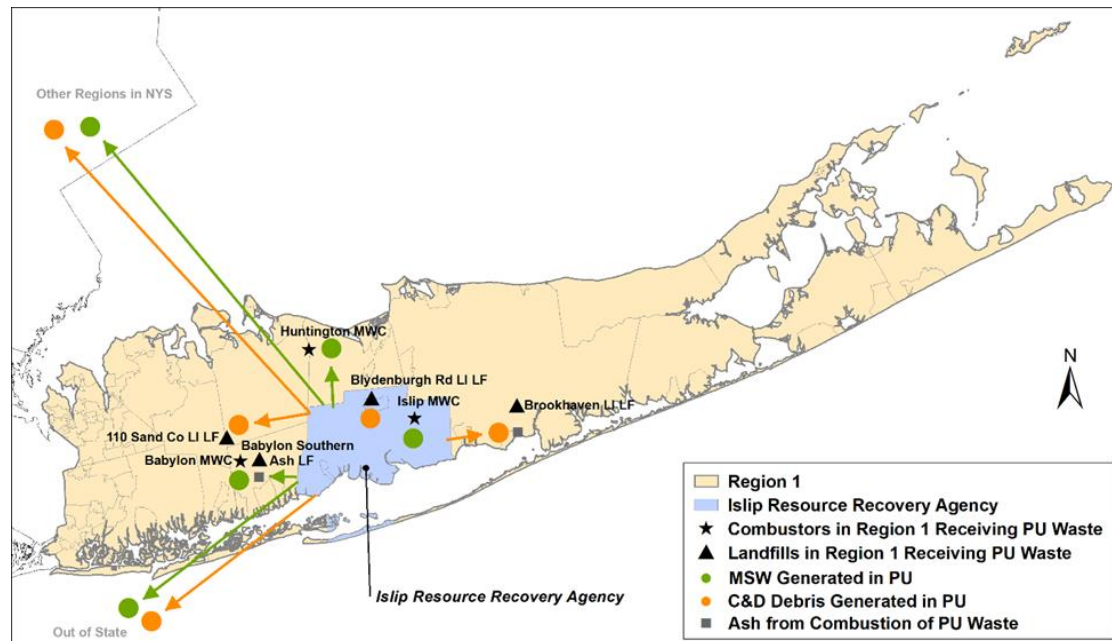 Other Regions in NYS
Huntington MWC
Blydenburgh Rd LI LF
Islip MWC
Brookhaven LI LF
110 Sand Co LI LF
Babylon Southern
Ash LF
Babylon MWC
Islip Resource Recovery Agency
Out of State
N
Region 1
Islip Resource Recovery Agency
Combustors in Region 1 Receiving PU Waste
Landfills in Region 1 Receiving PU Waste
MSW Generated in PU
C&D Debris Generated in PU
Ash from Combustion of PU Waste